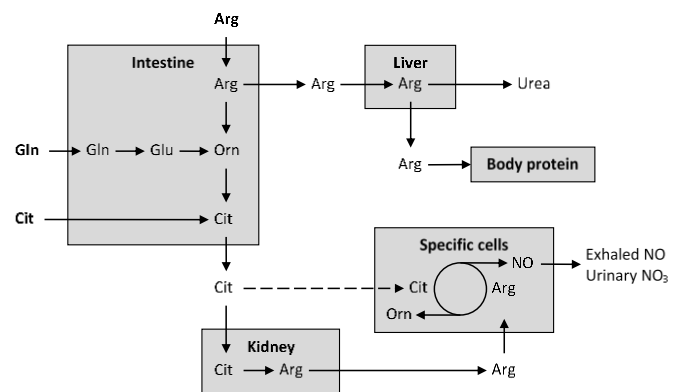 Arg
Intestine
Liver
Arg
Arg
Arg
Urea
Gln
Gln
Glu
Orn
Arg
Body protein
Cit
Cit
Specific cells
NO
Exhaled NO
Urinary NO₃
Cit
Cit
Arg
Orn
Kidney
Cit
Arg
Arg